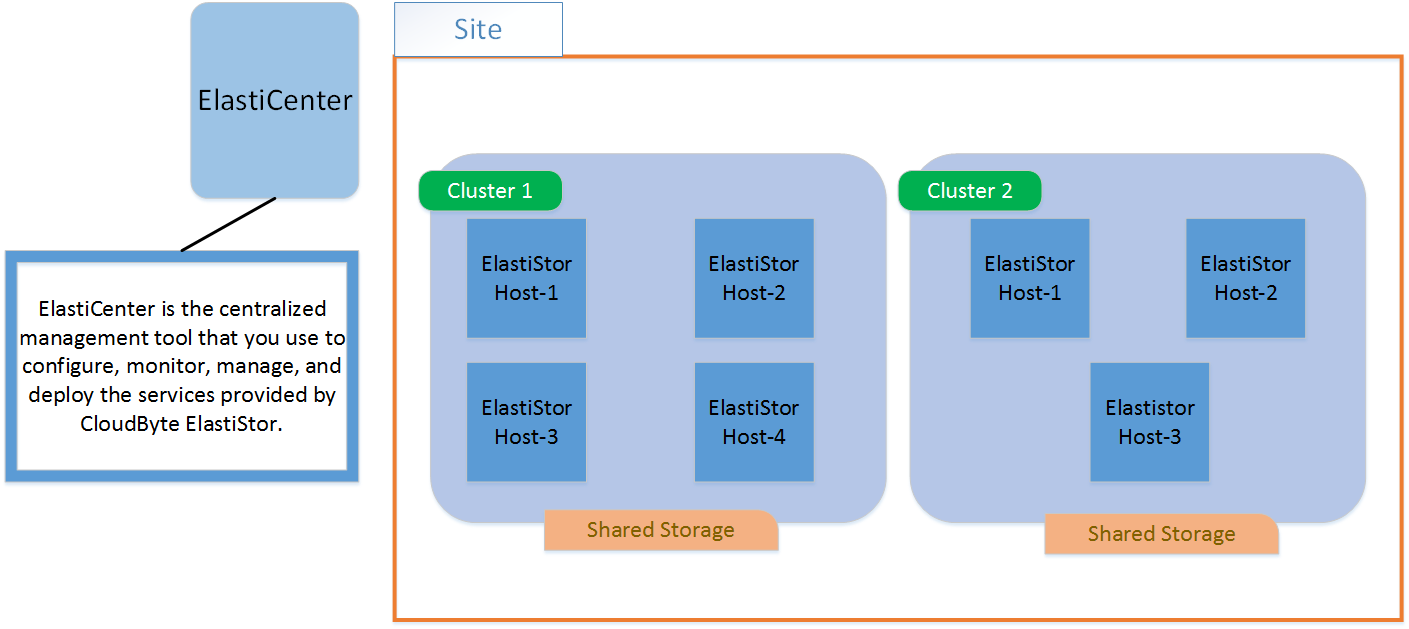 ElastiCenter
ElastiCenter is the centralized
management tool that you use to
configure, monitor, manage, and
deploy the services provided by
CloudByte ElastiStor.
Site
Cluster 1
ElastiStor
Host-1
ElastiStor
Host-2
ElastiStor
Host-3
ElastiStor
Host-4
Shared Storage
Cluster 2
ElastiStor
Host-1
ElastiStor
Host-2
Elastistor
Host-3
Shared Storage